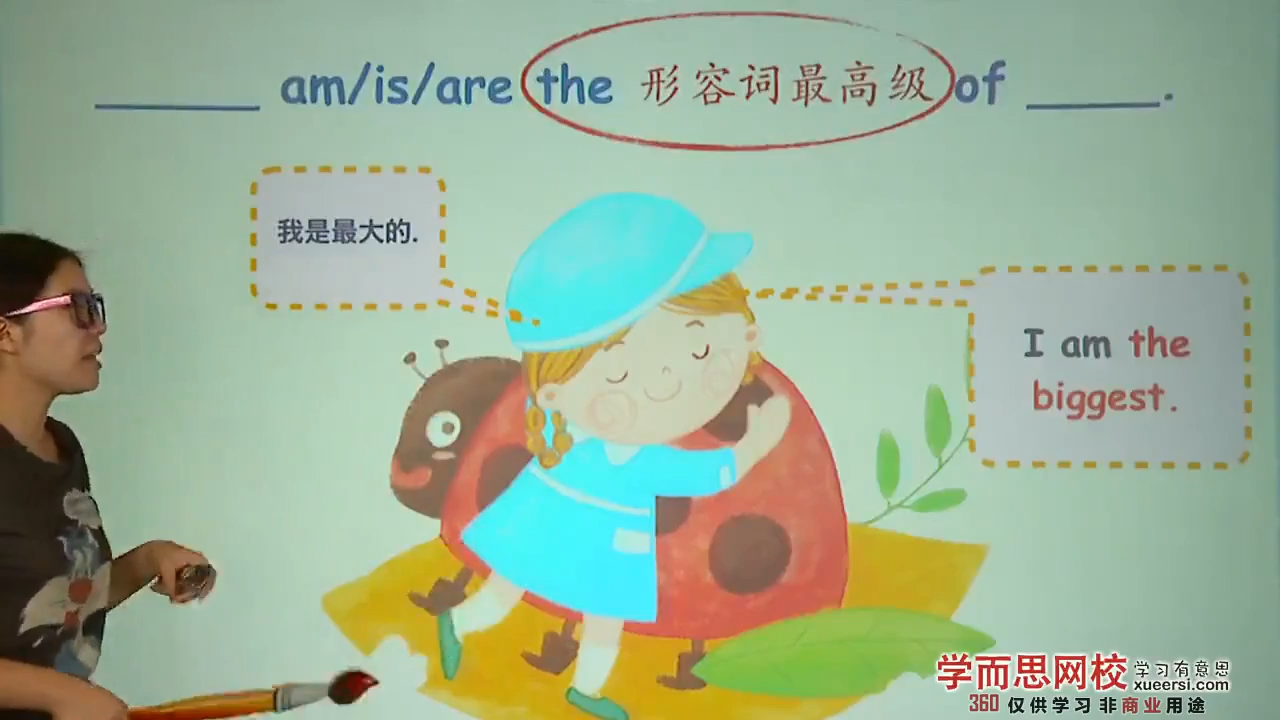 ______ am/is/are the 形容词最高级 of _____.
我是最大的.
I am the
biggest.
学而思网校 学习有意思
xueersi.com
360 仅供学习 非商业用途